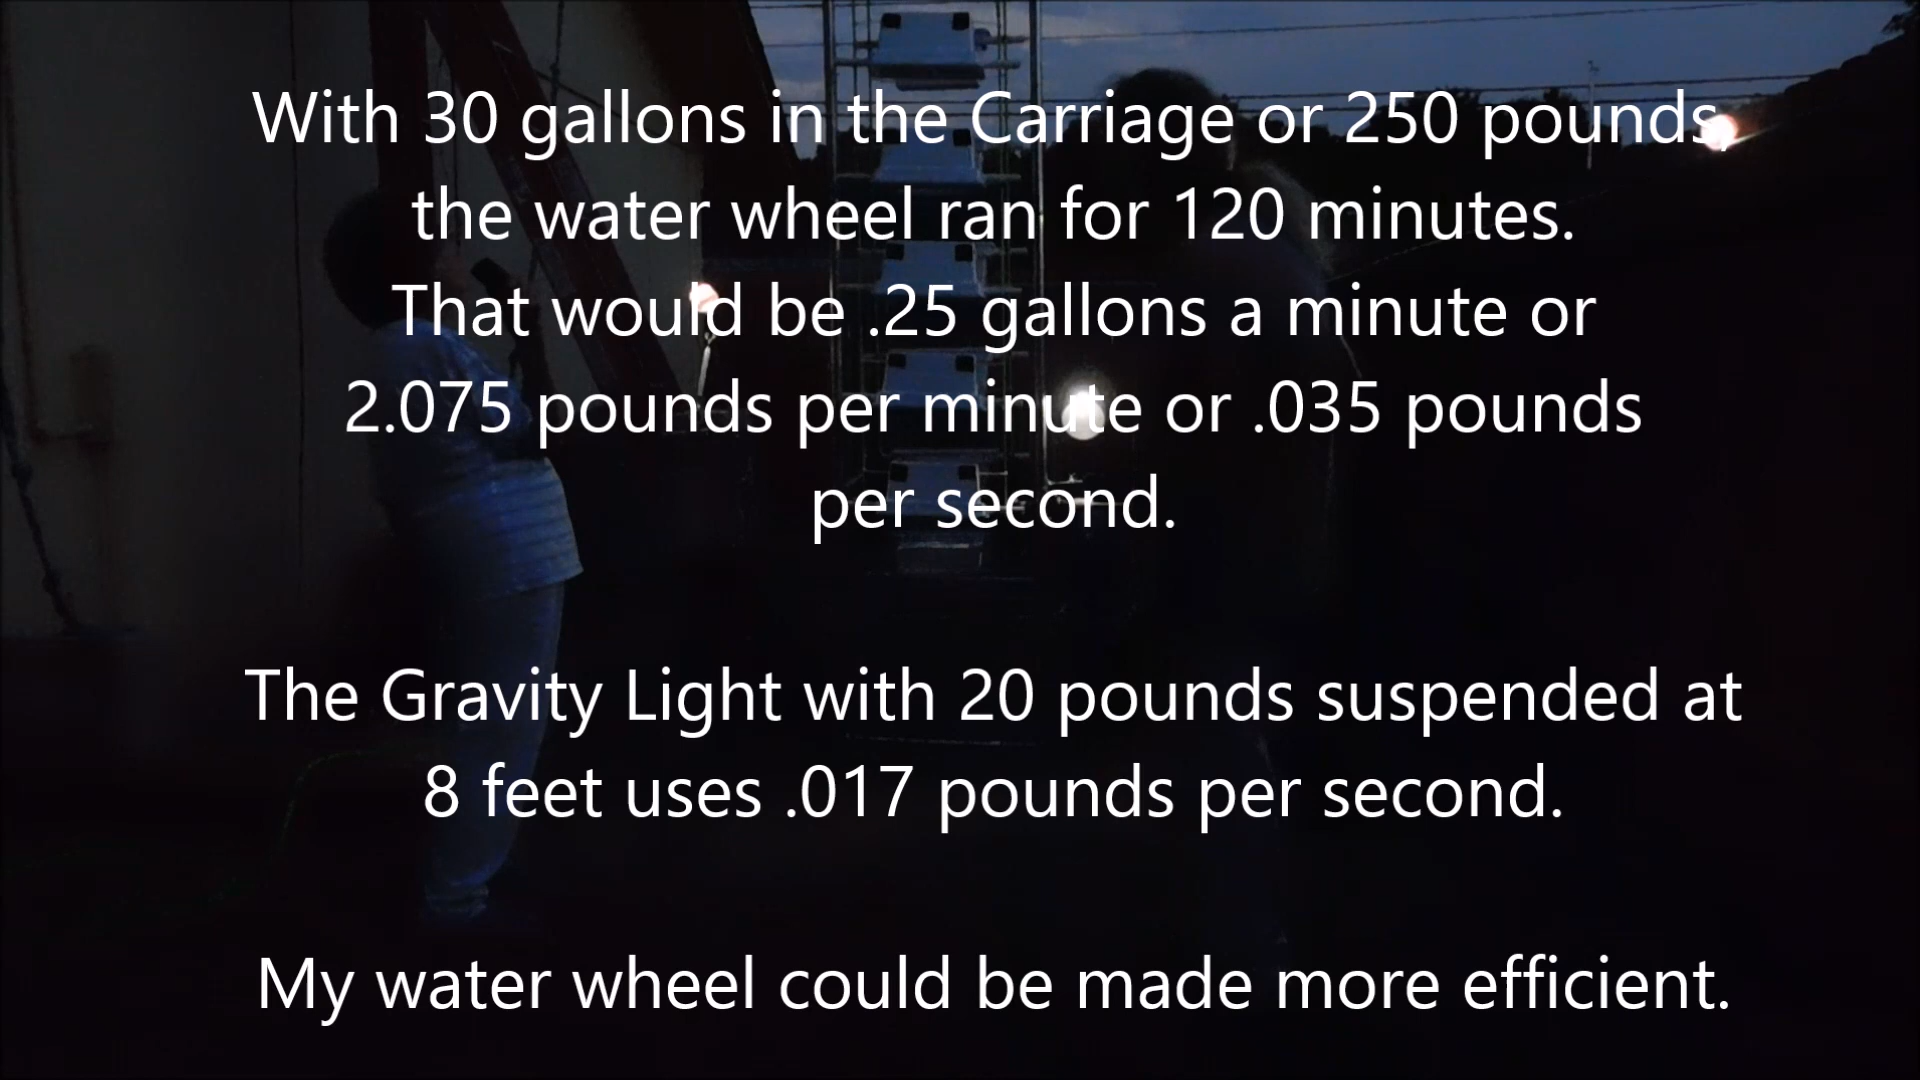 With 30 gallons in the Carriage or 250 pounds,
the water wheel ran for 120 minutes.
That would be .25 gallons a minute or
2.075 pounds per minute or .035 pounds
per second.
The Gravity Light with 20 pounds suspended at
8 feet uses .017 pounds per second.
My water wheel could be made more efficient.